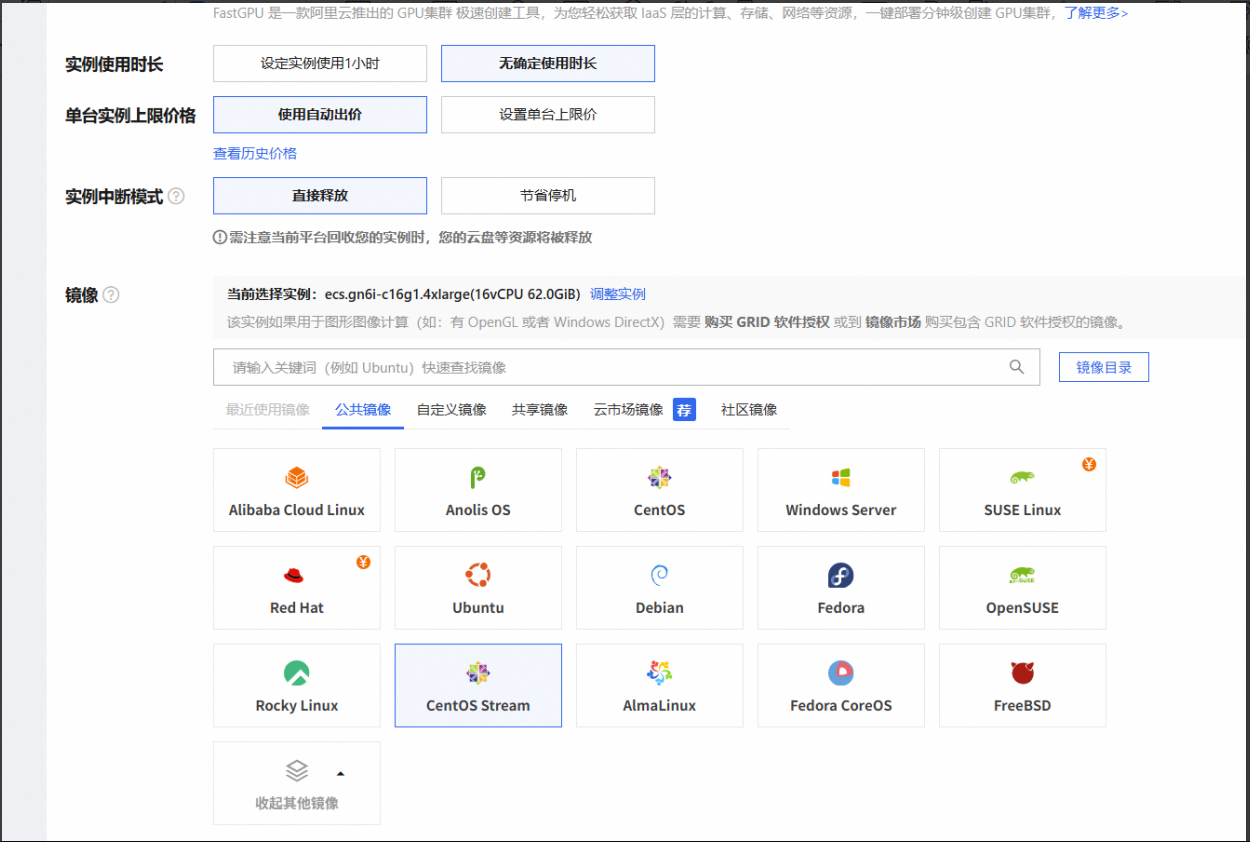 FastGPU 是一款阿里云推出的 GPU集群 极速创建工具，为您轻松获取 IaaS 层的计算、存储、网络等资源，一键部署分钟级创建 GPU集群，了解更多>
实例使用时长 设定实例使用1小时 无确定使用时长
单台实例上限价格 使用自动出价 设置单台上限价
查看历史价格
实例中断模式 ? 直接释放 节省停机
需注意当前平台回收您的实例时，您的云盘等资源将被释放
镜像 ? 当前选择实例：ecs.gn6i-c16g1.4xlarge(16vCPU 62.0GiB) 调整实例
该实例如果用于图形图像计算（如：有 OpenGL 或者 Windows DirectX）需要 购买 GRID 软件授权 或到 镜像市场 购买包含 GRID 软件授权的镜像。
请输入关键词（例如 Ubuntu）快速查找镜像 镜像目录
最近使用镜像 公共镜像 自定义镜像 共享镜像 云市场镜像 荐 社区镜像
¥
Alibaba Cloud Linux Anolis OS CentOS Windows Server SUSE Linux
¥
Red Hat Ubuntu Debian Fedora OpenSUSE
Rocky Linux CentOS Stream AlmaLinux Fedora CoreOS FreeBSD
收起其他镜像